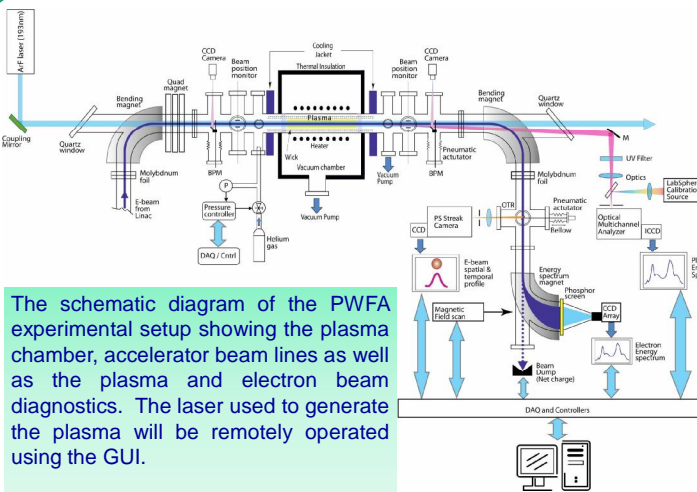 ArF laser (193nm)
Coupling
Mirror
Quartz
window
Bending
magnet
Quad
magnet
CCD
Camera
Beam
position
monitor
Cooling
Jacket
Thermal Insulation
Plasma
Wick
Heater
Vacuum chamber
Vacuum Pump
Beam
position
monitor
CCD
Camera
Bending
magnet
Quartz
window
M
UV Filter
Optics
LabSphere
Calibration
Source
Optical
Multichannel
Analyzer
ICCD
Molybdnum
foil
E-beam
from
Linac
BPM
P
Pressure
controller
DAQ / Cntrl
Helium
gas
Vacuum
Pump
Pneumatic
actutator
BPM
Molybdnum
foil
CCD
PS Streak
Camera
OTR
Pneumatic
actutator
Bellow
E-beam
spatial &
temporal
profile
Magnetic
Field scan
Energy
spectrum
magnet
Phosphor
screen
CCD
Array
Electron
Energy
spectrum
Beam
Dump
(Net charge)
DAQ and Controllers
The schematic diagram of the PWFA
experimental setup showing the plasma
chamber, accelerator beam lines as well
as the plasma and electron beam
diagnostics. The laser used to generate
the plasma will be remotely operated
using the GUI.